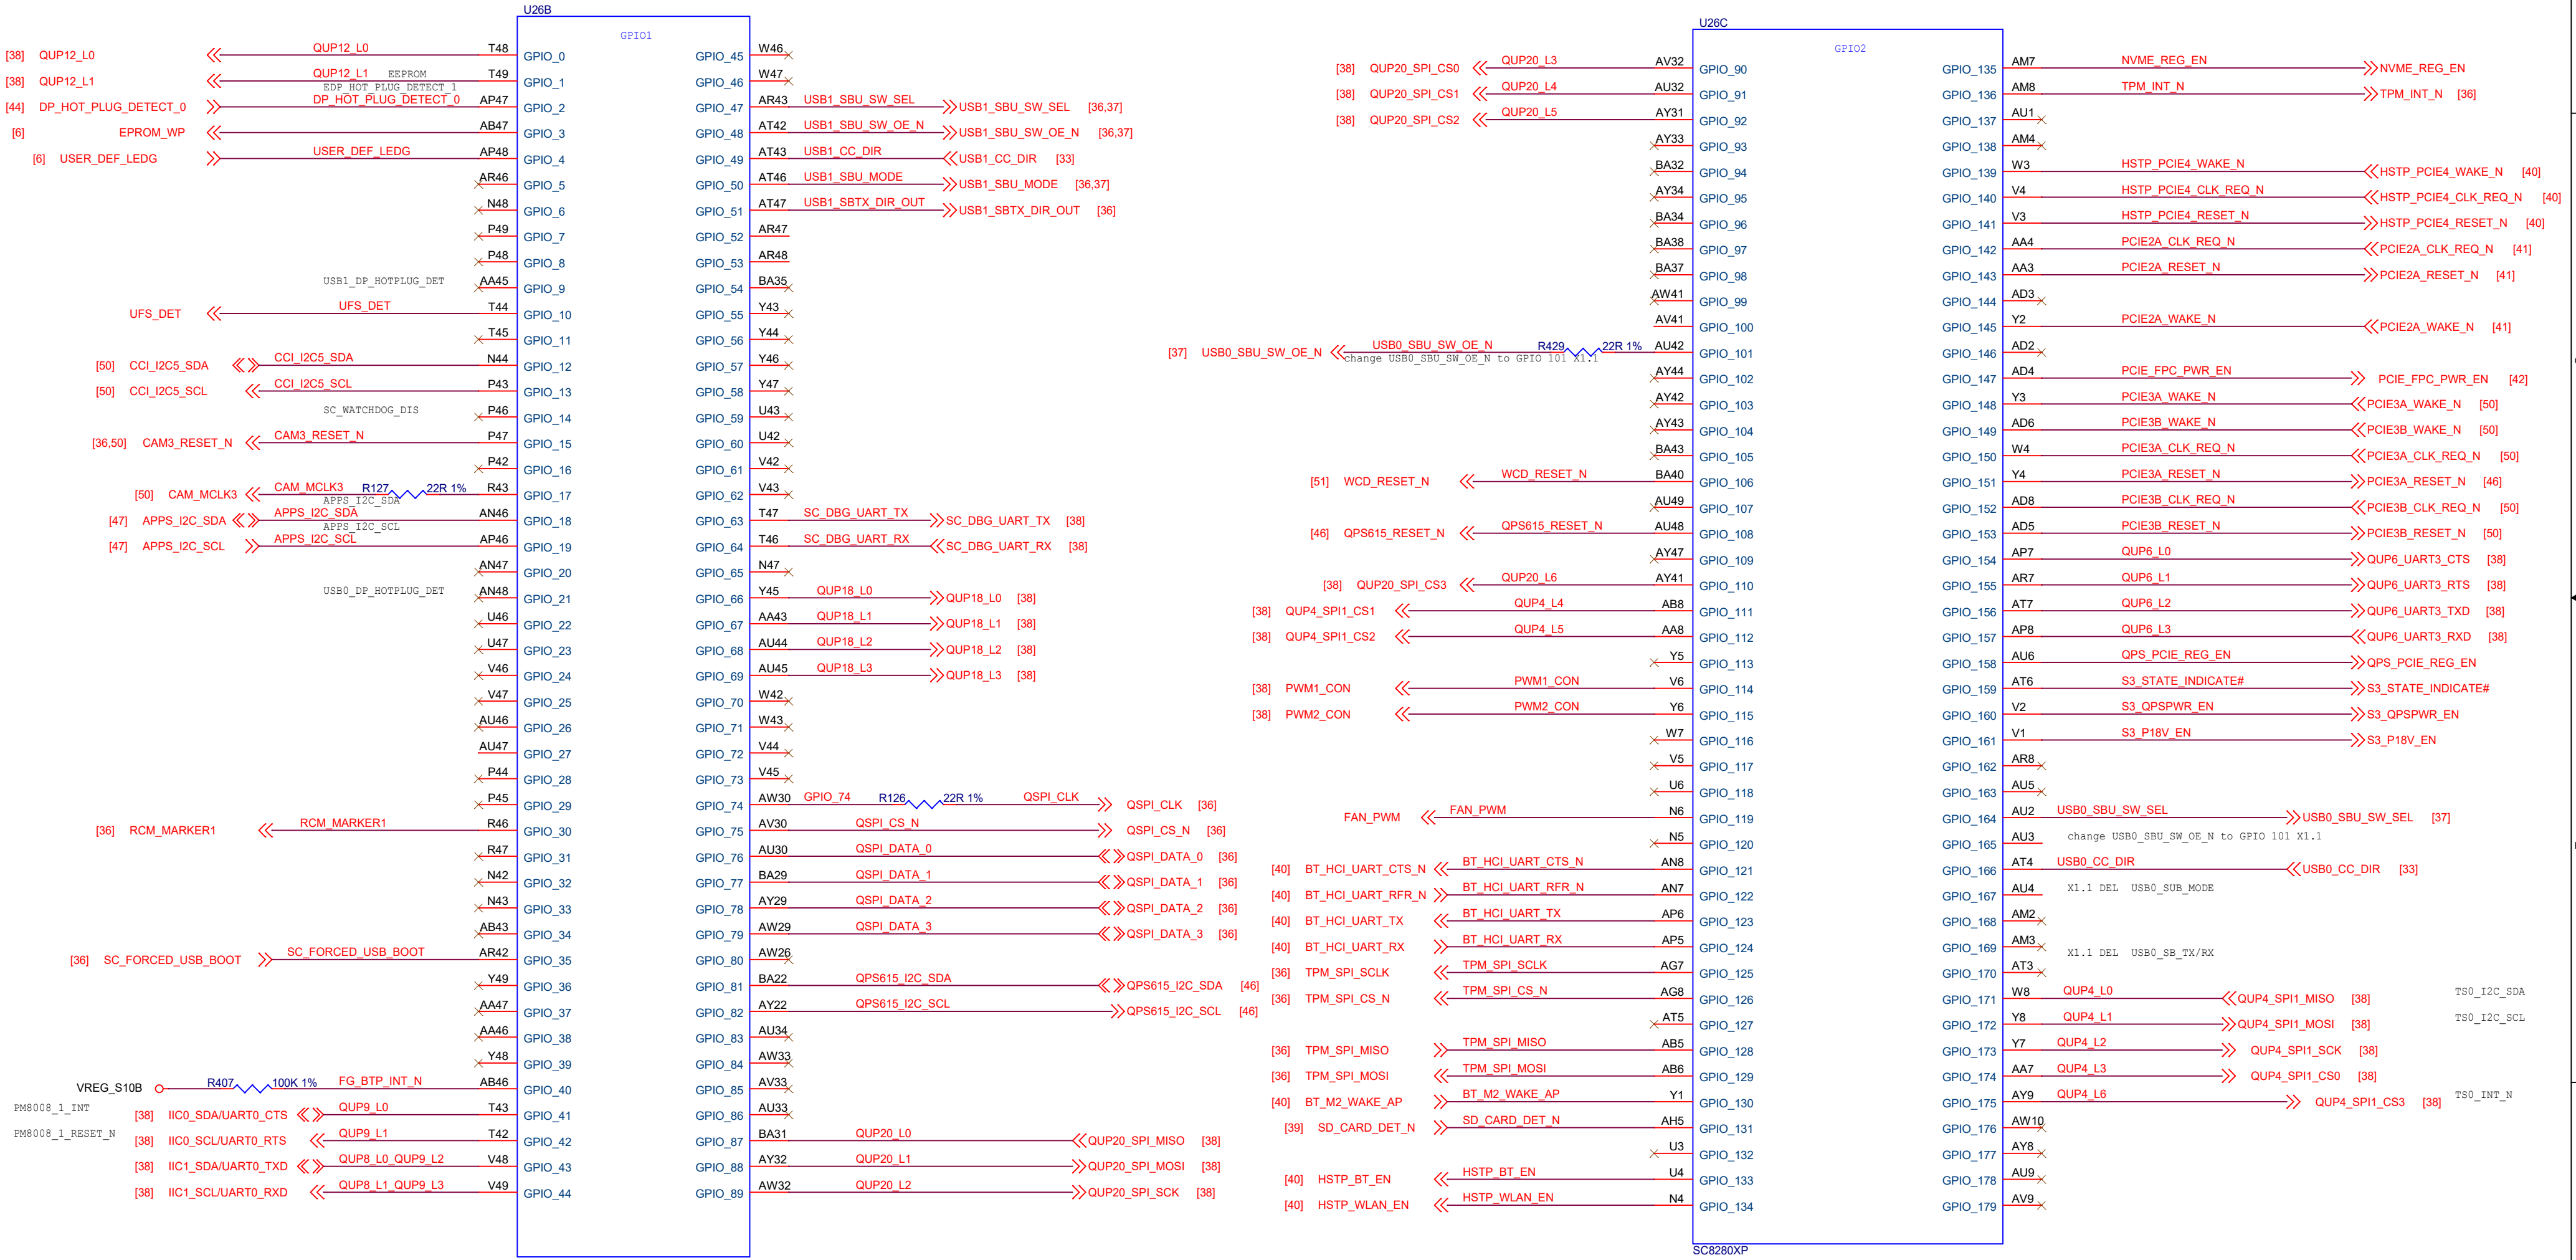 U26B
GPIO1
[38] QUP12_L0 QUP12_L0 T48 GPIO_0
[38] QUP12_L1 QUP12_L1 EEPROM T49 GPIO_1
EDP_HOT_PLUG_DETECT_1
[44] DP_HOT_PLUG_DETECT_0 DP_HOT_PLUG_DETECT_0 AP47 GPIO_2
[6] EPROM_WP AB47 GPIO_3
[6] USER_DEF_LEDG USER_DEF_LEDG AP48 GPIO_4
AR46 GPIO_5
N48 GPIO_6
P49 GPIO_7
P48 GPIO_8
USB1_DP_HOTPLUG_DET AA45 GPIO_9
UFS_DET UFS_DET T44 GPIO_10
T45 GPIO_11
[50] CCI_I2C5_SDA CCI_I2C5_SDA N44 GPIO_12
[50] CCI_I2C5_SCL CCI_I2C5_SCL P43 GPIO_13
SC_WATCHDOG_DIS P46 GPIO_14
[36,50] CAM3_RESET_N CAM3_RESET_N P47 GPIO_15
P42 GPIO_16
[50] CAM_MCLK3 CAM_MCLK3 R127 22R 1% R43 GPIO_17
APPS_I2C_SDA
[47] APPS_I2C_SDA APPS_I2C_SDA AN46 GPIO_18
APPS_I2C_SCL
[47] APPS_I2C_SCL APPS_I2C_SCL AP46 GPIO_19
AN47 GPIO_20
USB0_DP_HOTPLUG_DET AN48 GPIO_21
U46 GPIO_22
U47 GPIO_23
V46 GPIO_24
V47 GPIO_25
AU46 GPIO_26
AU47 GPIO_27
P44 GPIO_28
P45 GPIO_29
[36] RCM_MARKER1 RCM_MARKER1 R46 GPIO_30
R47 GPIO_31
N42 GPIO_32
N43 GPIO_33
AB43 GPIO_34
[36] SC_FORCED_USB_BOOT SC_FORCED_USB_BOOT AR42 GPIO_35
Y49 GPIO_36
AA47 GPIO_37
AA46 GPIO_38
Y48 GPIO_39
VREG_S10B R407 100K 1% FG_BTP_INT_N AB46 GPIO_40
PM8008_1_INT
[38] IIC0_SDA/UART0_CTS QUP9_L0 T43 GPIO_41
PM8008_1_RESET_N
[38] IIC0_SCL/UART0_RTS QUP9_L1 T42 GPIO_42
[38] IIC1_SDA/UART0_TXD QUP8_L0_QUP9_L2 V48 GPIO_43
[38] IIC1_SCL/UART0_RXD QUP8_L1_QUP9_L3 V49 GPIO_44
GPIO_45 W46
GPIO_46 W47
GPIO_47 AR43 USB1_SBU_SW_SEL USB1_SBU_SW_SEL [36,37]
GPIO_48 AT42 USB1_SBU_SW_OE_N USB1_SBU_SW_OE_N [36,37]
GPIO_49 AT43 USB1_CC_DIR USB1_CC_DIR [33]
GPIO_50 AT46 USB1_SBU_MODE USB1_SBU_MODE [36,37]
GPIO_51 AT47 USB1_SBTX_DIR_OUT USB1_SBTX_DIR_OUT [36]
GPIO_52 AR47
GPIO_53 AR48
GPIO_54 BA35
GPIO_55 Y43
GPIO_56 Y44
GPIO_57 Y46
GPIO_58 Y47
GPIO_59 U43
GPIO_60 U42
GPIO_61 V42
GPIO_62 V43
GPIO_63 T47 SC_DBG_UART_TX SC_DBG_UART_TX [38]
GPIO_64 T46 SC_DBG_UART_RX SC_DBG_UART_RX [38]
GPIO_65 N47
GPIO_66 Y45 QUP18_L0 QUP18_L0 [38]
GPIO_67 AA43 QUP18_L1 QUP18_L1 [38]
GPIO_68 AU44 QUP18_L2 QUP18_L2 [38]
GPIO_69 AU45 QUP18_L3 QUP18_L3 [38]
GPIO_70 W42
GPIO_71 W43
GPIO_72 V44
GPIO_73 V45
GPIO_74 AW30 GPIO_74 R126 22R 1% QSPI_CLK QSPI_CLK [36]
GPIO_75 AV30 QSPI_CS_N QSPI_CS_N [36]
GPIO_76 AU30 QSPI_DATA_0 QSPI_DATA_0 [36]
GPIO_77 BA29 QSPI_DATA_1 QSPI_DATA_1 [36]
GPIO_78 AY29 QSPI_DATA_2 QSPI_DATA_2 [36]
GPIO_79 AW29 QSPI_DATA_3 QSPI_DATA_3 [36]
GPIO_80 AW26
GPIO_81 BA22 QPS615_I2C_SDA QPS615_I2C_SDA [46]
GPIO_82 AY22 QPS615_I2C_SCL QPS615_I2C_SCL [46]
GPIO_83 AU34
GPIO_84 AW33
GPIO_85 AV33
GPIO_86 AU33
GPIO_87 BA31 QUP20_L0 QUP20_SPI_MISO [38]
GPIO_88 AY32 QUP20_L1 QUP20_SPI_MOSI [38]
GPIO_89 AW32 QUP20_L2 QUP20_SPI_SCK [38]
U26C
GPIO2
[38] QUP20_SPI_CS0 QUP20_L3 AV32 GPIO_90
[38] QUP20_SPI_CS1 QUP20_L4 AU32 GPIO_91
[38] QUP20_SPI_CS2 QUP20_L5 AY31 GPIO_92
AY33 GPIO_93
BA32 GPIO_94
AY34 GPIO_95
BA34 GPIO_96
BA38 GPIO_97
BA37 GPIO_98
AW41 GPIO_99
AV41 GPIO_100
[37] USB0_SBU_SW_OE_N USB0_SBU_SW_OE_N R429 22R 1% AU42 GPIO_101
change USB0_SBU_SW_OE_N to GPIO 101 X1.1
AY44 GPIO_102
AY42 GPIO_103
AY43 GPIO_104
BA43 GPIO_105
[51] WCD_RESET_N WCD_RESET_N BA40 GPIO_106
AU49 GPIO_107
[46] QPS615_RESET_N QPS615_RESET_N AU48 GPIO_108
AY47 GPIO_109
[38] QUP20_SPI_CS3 QUP20_L6 AY41 GPIO_110
[38] QUP4_SPI1_CS1 QUP4_L4 AB8 GPIO_111
[38] QUP4_SPI1_CS2 QUP4_L5 AA8 GPIO_112
Y5 GPIO_113
[38] PWM1_CON PWM1_CON V6 GPIO_114
[38] PWM2_CON PWM2_CON Y6 GPIO_115
W7 GPIO_116
V5 GPIO_117
U6 GPIO_118
FAN_PWM FAN_PWM N6 GPIO_119
N5 GPIO_120
[40] BT_HCI_UART_CTS_N BT_HCI_UART_CTS_N AN8 GPIO_121
[40] BT_HCI_UART_RFR_N BT_HCI_UART_RFR_N AN7 GPIO_122
[40] BT_HCI_UART_TX BT_HCI_UART_TX AP6 GPIO_123
[40] BT_HCI_UART_RX BT_HCI_UART_RX AP5 GPIO_124
[36] TPM_SPI_SCLK TPM_SPI_SCLK AG7 GPIO_125
[36] TPM_SPI_CS_N TPM_SPI_CS_N AG8 GPIO_126
AT5 GPIO_127
[36] TPM_SPI_MISO TPM_SPI_MISO AB5 GPIO_128
[36] TPM_SPI_MOSI TPM_SPI_MOSI AB6 GPIO_129
[40] BT_M2_WAKE_AP BT_M2_WAKE_AP Y1 GPIO_130
[39] SD_CARD_DET_N SD_CARD_DET_N AH5 GPIO_131
U3 GPIO_132
[40] HSTP_BT_EN HSTP_BT_EN U4 GPIO_133
[40] HSTP_WLAN_EN HSTP_WLAN_EN N4 GPIO_134
GPIO_135 AM7 NVME_REG_EN NVME_REG_EN
GPIO_136 AM8 TPM_INT_N TPM_INT_N [36]
GPIO_137 AU1
GPIO_138 AM4
GPIO_139 W3 HSTP_PCIE4_WAKE_N HSTP_PCIE4_WAKE_N [40]
GPIO_140 V4 HSTP_PCIE4_CLK_REQ_N HSTP_PCIE4_CLK_REQ_N [40]
GPIO_141 V3 HSTP_PCIE4_RESET_N HSTP_PCIE4_RESET_N [40]
GPIO_142 AA4 PCIE2A_CLK_REQ_N PCIE2A_CLK_REQ_N [41]
GPIO_143 AA3 PCIE2A_RESET_N PCIE2A_RESET_N [41]
GPIO_144 AD3
GPIO_145 Y2 PCIE2A_WAKE_N PCIE2A_WAKE_N [41]
GPIO_146 AD2
GPIO_147 AD4 PCIE_FPC_PWR_EN PCIE_FPC_PWR_EN [42]
GPIO_148 Y3 PCIE3A_WAKE_N PCIE3A_WAKE_N [50]
GPIO_149 AD6 PCIE3B_WAKE_N PCIE3B_WAKE_N [50]
GPIO_150 W4 PCIE3A_CLK_REQ_N PCIE3A_CLK_REQ_N [50]
GPIO_151 Y4 PCIE3A_RESET_N PCIE3A_RESET_N [46]
GPIO_152 AD8 PCIE3B_CLK_REQ_N PCIE3B_CLK_REQ_N [50]
GPIO_153 AD5 PCIE3B_RESET_N PCIE3B_RESET_N [50]
GPIO_154 AP7 QUP6_L0 QUP6_UART3_CTS [38]
GPIO_155 AR7 QUP6_L1 QUP6_UART3_RTS [38]
GPIO_156 AT7 QUP6_L2 QUP6_UART3_TXD [38]
GPIO_157 AP8 QUP6_L3 QUP6_UART3_RXD [38]
GPIO_158 AU6 QPS_PCIE_REG_EN QPS_PCIE_REG_EN
GPIO_159 AT6 S3_STATE_INDICATE# S3_STATE_INDICATE#
GPIO_160 V2 S3_QPSPWR_EN S3_QPSPWR_EN
GPIO_161 V1 S3_P18V_EN S3_P18V_EN
GPIO_162 AR8
GPIO_163 AU5
GPIO_164 AU2 USB0_SBU_SW_SEL USB0_SBU_SW_SEL [37]
GPIO_165 AU3 change USB0_SBU_SW_OE_N to GPIO 101 X1.1
GPIO_166 AT4 USB0_CC_DIR USB0_CC_DIR [33]
GPIO_167 AU4 X1.1 DEL USB0_SUB_MODE
GPIO_168 AM2
GPIO_169 AM3
X1.1 DEL USB0_SB_TX/RX
GPIO_170 AT3
GPIO_171 W8 QUP4_L0 QUP4_SPI1_MISO [38] TS0_I2C_SDA
GPIO_172 Y8 QUP4_L1 QUP4_SPI1_MOSI [38] TS0_I2C_SCL
GPIO_173 Y7 QUP4_L2 QUP4_SPI1_SCK [38]
GPIO_174 AA7 QUP4_L3 QUP4_SPI1_CS0 [38]
GPIO_175 AY9 QUP4_L6 QUP4_SPI1_CS3 [38] TS0_INT_N
GPIO_176 AW10
GPIO_177 AY8
GPIO_178 AU9
GPIO_179 AV9
SC8280XP